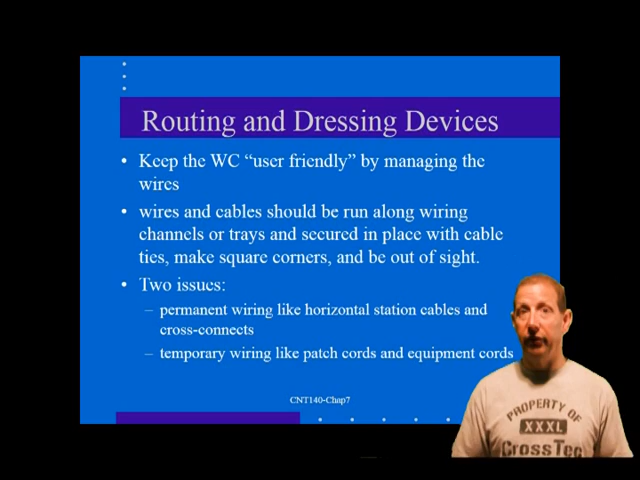 Routing and Dressing Devices
• Keep the WC “user friendly” by managing the
wires
• wires and cables should be run along wiring
channels or trays and secured in place with cable
ties, make square corners, and be out of sight.
• Two issues:
– permanent wiring like horizontal station cables and
cross-connects
– temporary wiring like patch cords and equipment cords
CNT140-Chap7
PROPERTY OF
XXXL
CrossTec